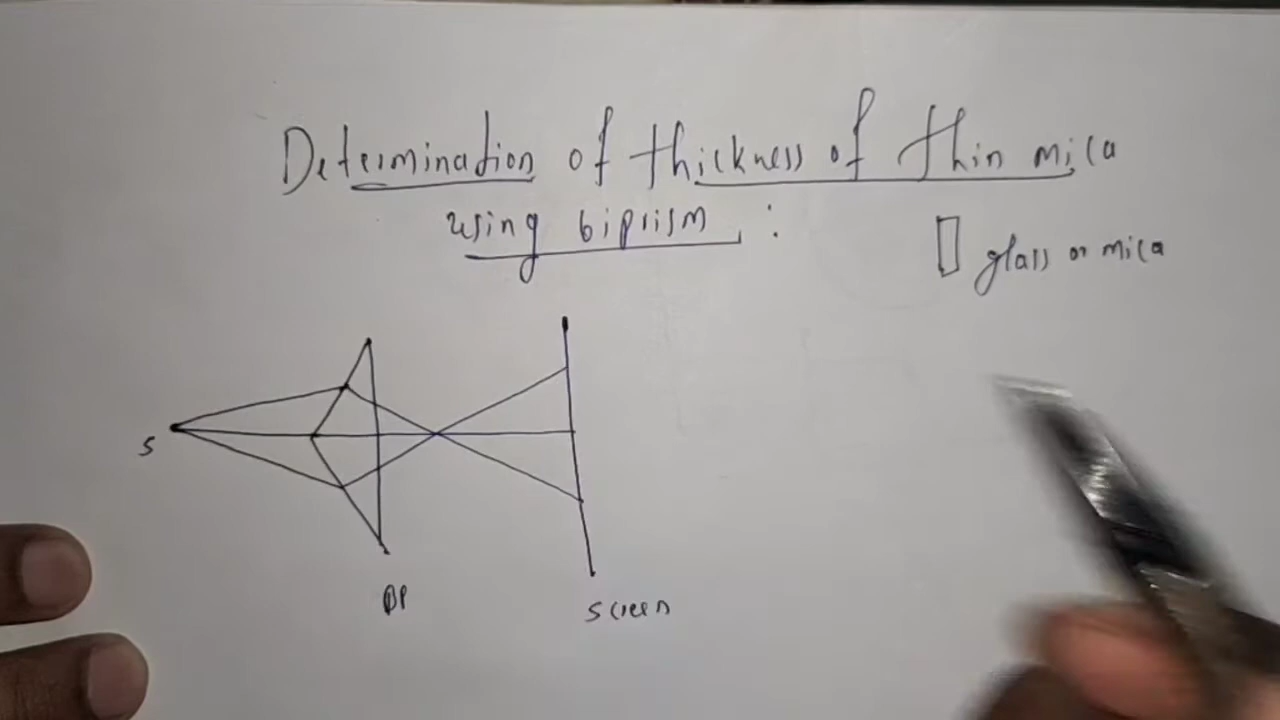 Determination of thickness of thin mica
using biprism :
glass or mica
S
BP
screen